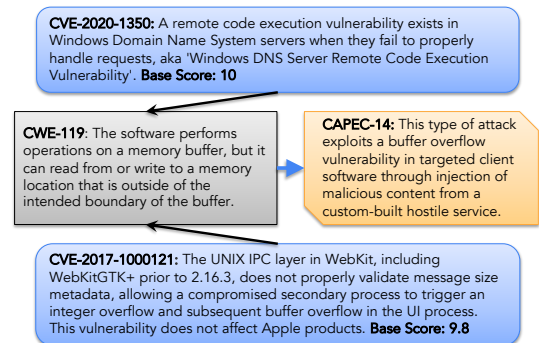 CVE-2020-1350: A remote code execution vulnerability exists in
Windows Domain Name System servers when they fail to properly
handle requests, aka 'Windows DNS Server Remote Code Execution
Vulnerability'. Base Score: 10
CWE-119: The software performs
operations on a memory buffer, but it
can read from or write to a memory
location that is outside of the
intended boundary of the buffer.
CAPEC-14: This type of attack
exploits a buffer overflow
vulnerability in targeted client
software through injection of
malicious content from a
custom-built hostile service.
CVE-2017-1000121: The UNIX IPC layer in WebKit, including
WebKitGTK+ prior to 2.16.3, does not properly validate message size
metadata, allowing a compromised secondary process to trigger an
integer overflow and subsequent buffer overflow in the UI process.
This vulnerability does not affect Apple products. Base Score: 9.8